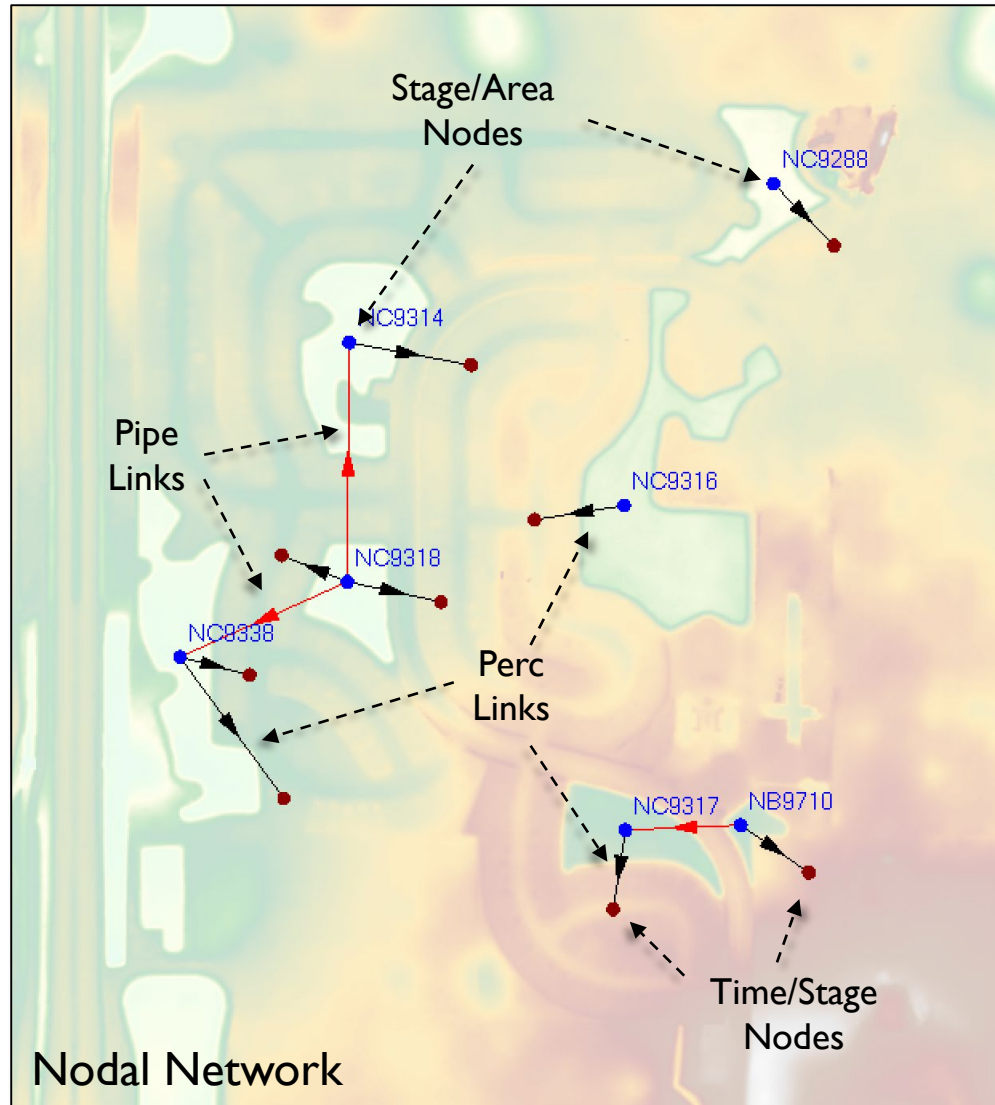 Stage/Area
Nodes
NC9288
NC9314
Pipe
Links
NC9316
NC9318
NC9338
Perc
Links
NC9317
NB9710
Time/Stage
Nodes
Nodal Network